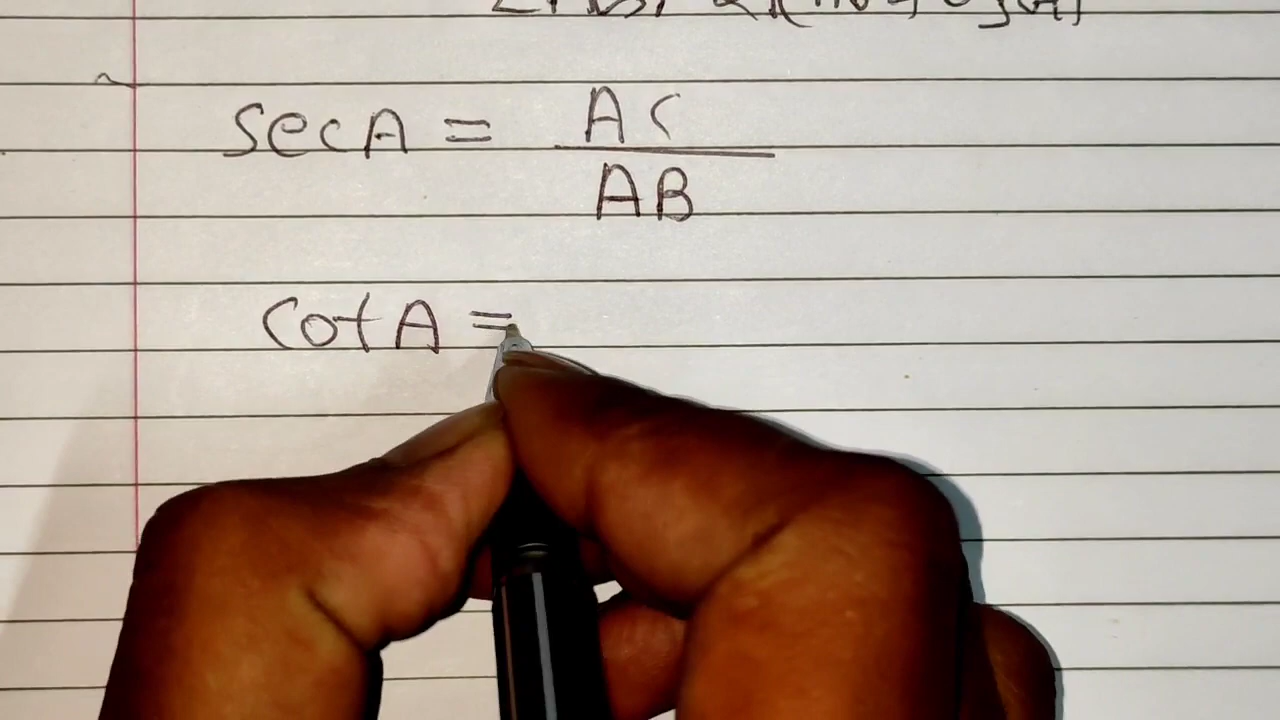 secA = AC
AB
cotA =